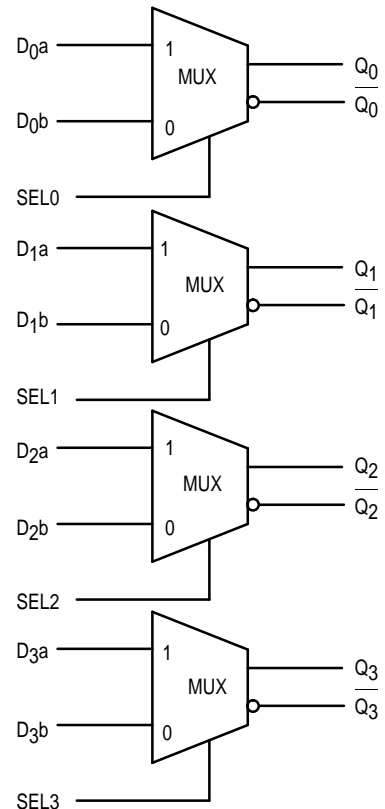 D0a
1
MUX
Q0
Q0
D0b
0
SEL0
D1a
1
MUX
Q1
Q1
D1b
0
SEL1
D2a
1
MUX
Q2
Q2
D2b
0
SEL2
D3a
1
MUX
Q3
Q3
D3b
0
SEL3